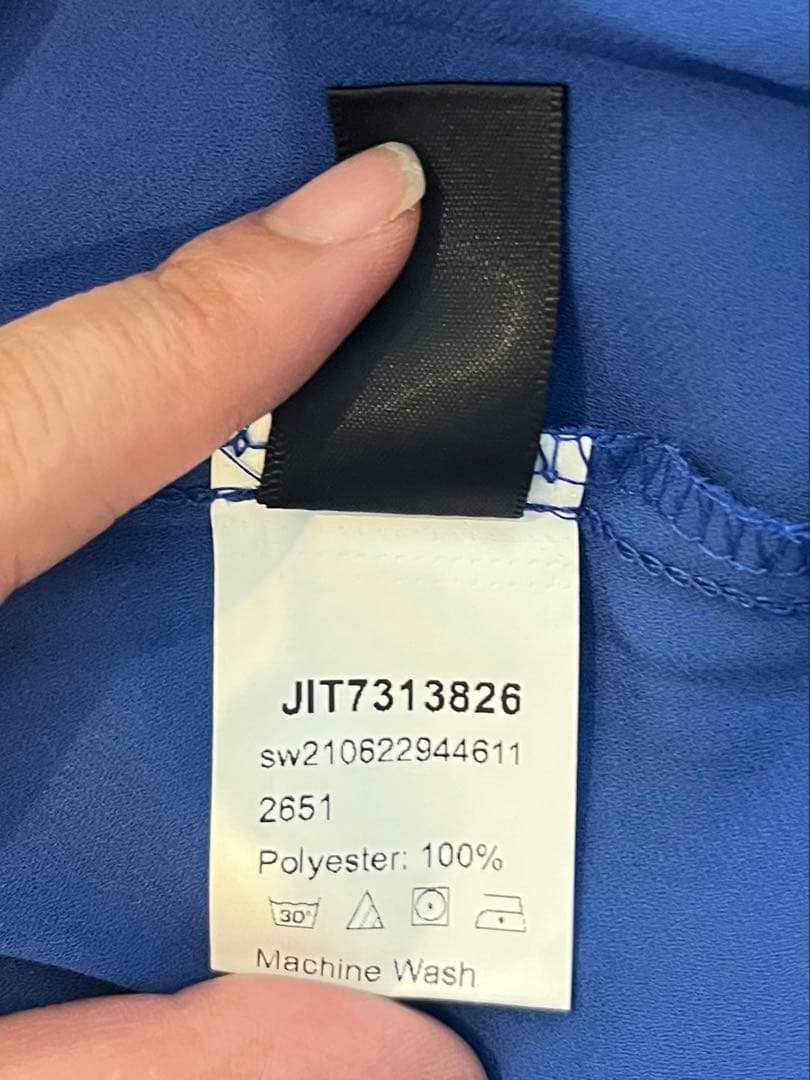 JIT7313826
sw210622944611
2651
Polyester: 100%
30°
Machine Wash